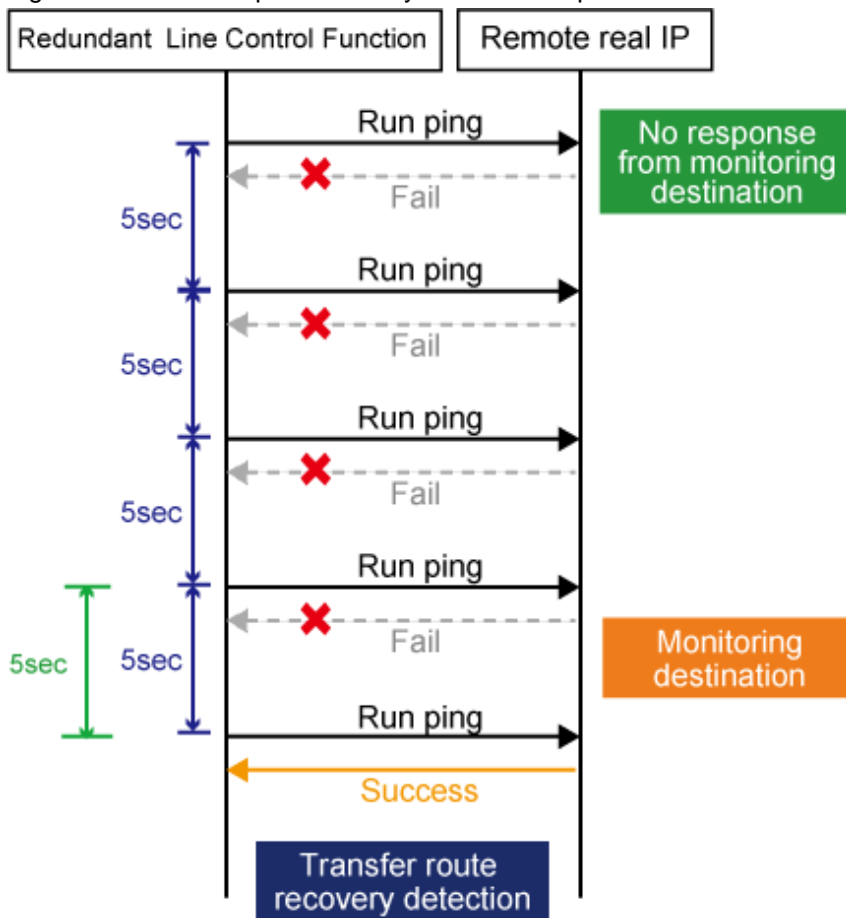 Redundant Line Control Function
Remote real IP
Run ping
No response
from monitoring
destination
Fail
5sec
Run ping
Fail
5sec
Run ping
Fail
5sec
Run ping
Fail
Monitoring
destination
5sec
5sec
Run ping
Success
Transfer route
recovery detection